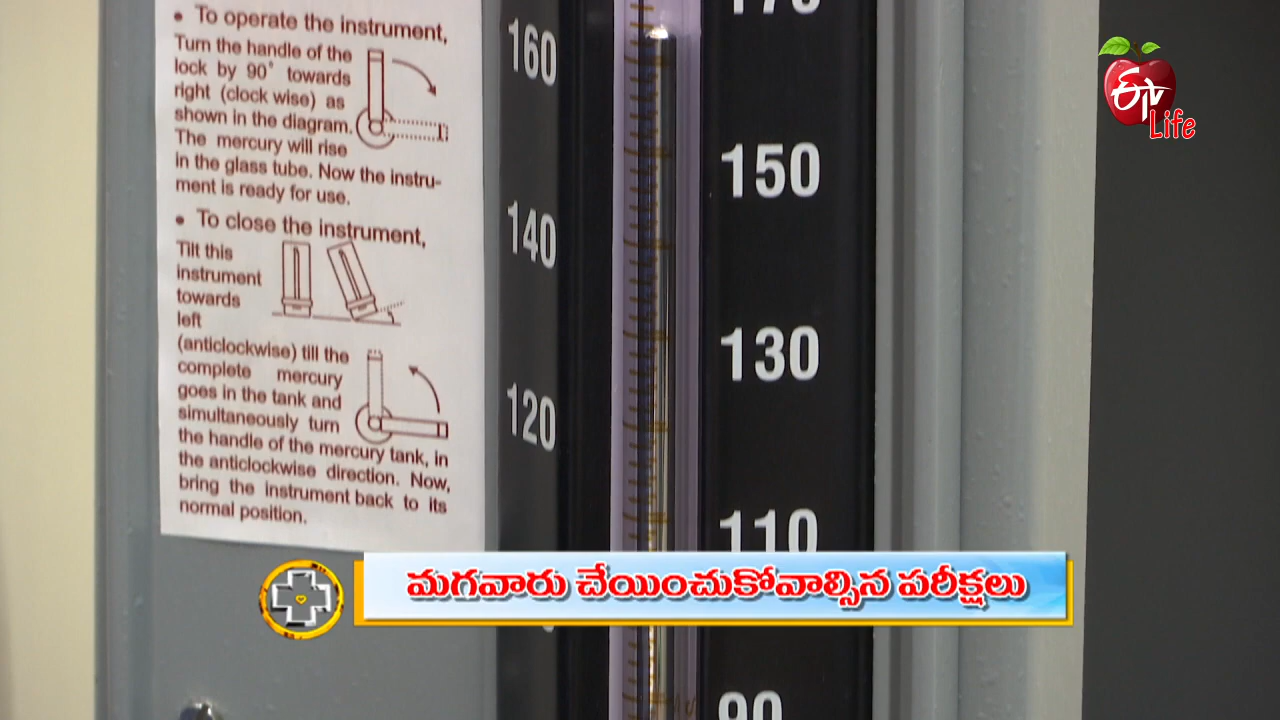 • To operate the instrument,
Turn the handle of the
lock by 90° towards
right (clock wise) as
shown in the diagram.
The mercury will rise
in the glass tube. Now the instru-
ment is ready for use.
• To close the instrument,
Tilt this
instrument
towards
left
(anticlockwise) till the
complete mercury
goes in the tank and
simultaneously turn
the handle of the mercury tank, in
the anticlockwise direction. Now,
bring the instrument back to its
normal position.
160
140
120
170
150
130
110
90
ETV
Life
మగవారు చేయించుకోవాల్సిన పరీక్షలు